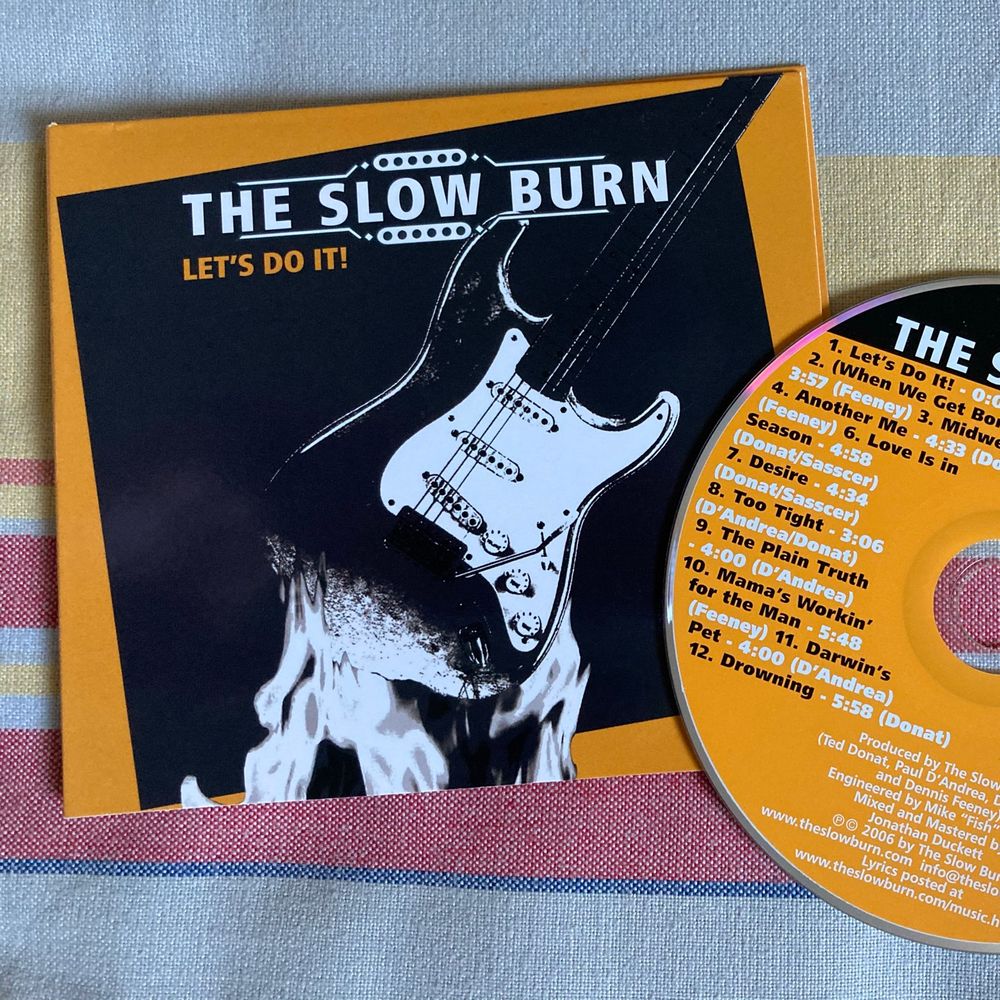 THE SLOW BURN
LET'S DO IT!
THE
1. Let's Do It! -
2. (When We Get
3:57 (Feeney) 3.
4. Another Me - 4:33
(Feeney)
Season - 4:58
(Donat/Sasscer) 6. Love Is in
7. Desire - 4:34
(Donat/Sasscer)
8. Too Tight - 3:06
(D'Andrea/Donat)
9. The Plain Truth
- 4:00 (D'Andrea)
10. Mama's Workin'
for the Man - 5:48
(Feeney) 11. Darwin's
Pet - 4:00 (D'Andrea)
12. Drowning - 5:58 (Donat)
Produced by The Slow
(Ted Donat, Paul D'Andrea,
and Dennis Feeney)
Engineered by Mike "Fish"
Mixed and Mastered by
Jonathan Duckett
℗© 2006 by The Slow Burn
www.theslowburn.com
Lyrics posted at
www.theslowburn.com/music.h